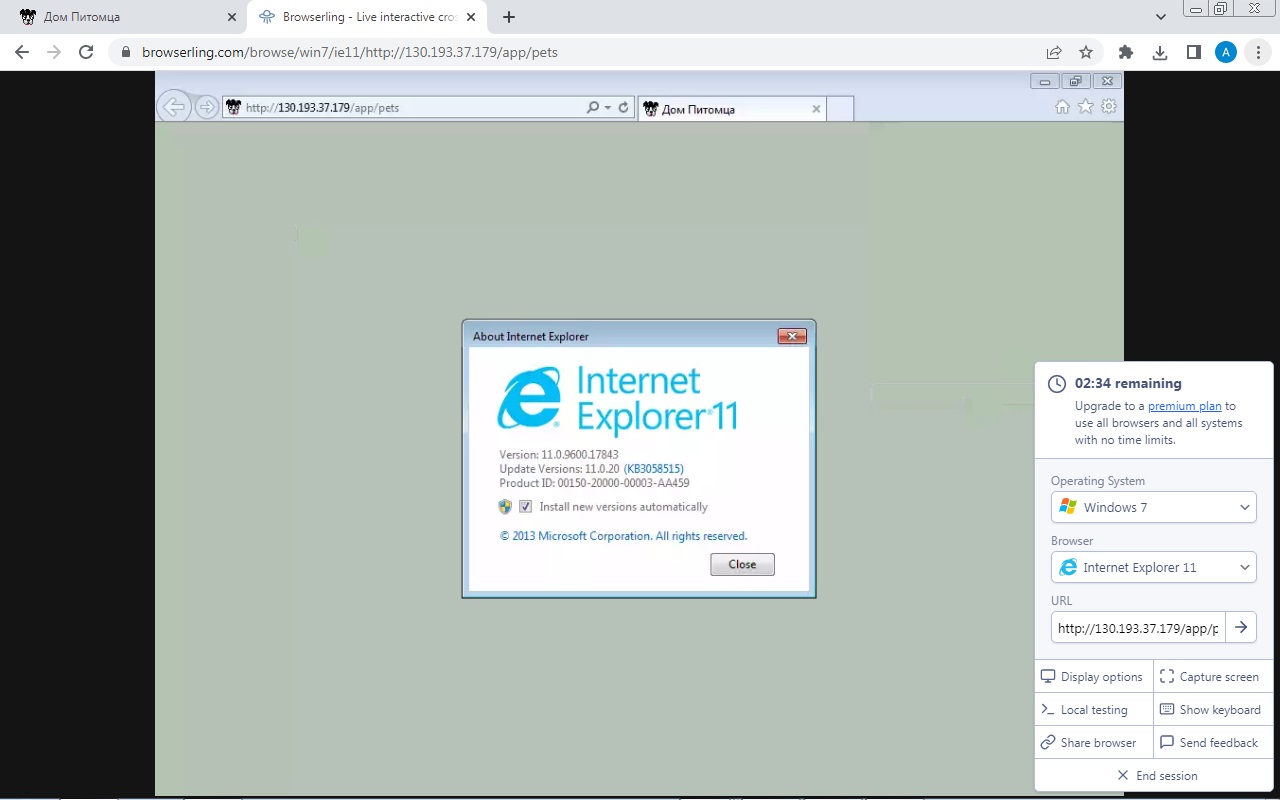 Дом Питомца
Browserling - Live interactive cros
browserling.com/browse/win7/ie11/http://130.193.37.179/app/pets
A
http://130.193.37.179/app/pets
Дом Питомца
About Internet Explorer
Internet
Explorer 11
Version: 11.0.9600.17843
Update Versions: 11.0.20 (KB3058515)
Product ID: 00150-20000-00003-AA459
Install new versions automatically
© 2013 Microsoft Corporation. All rights reserved.
Close
02:34 remaining
Upgrade to a premium plan to
use all browsers and all systems
with no time limits.
Operating System
Windows 7
Browser
Internet Explorer 11
URL
http://130.193.37.179/app/p
Display options
Capture screen
Local testing
Show keyboard
Share browser
Send feedback
End session